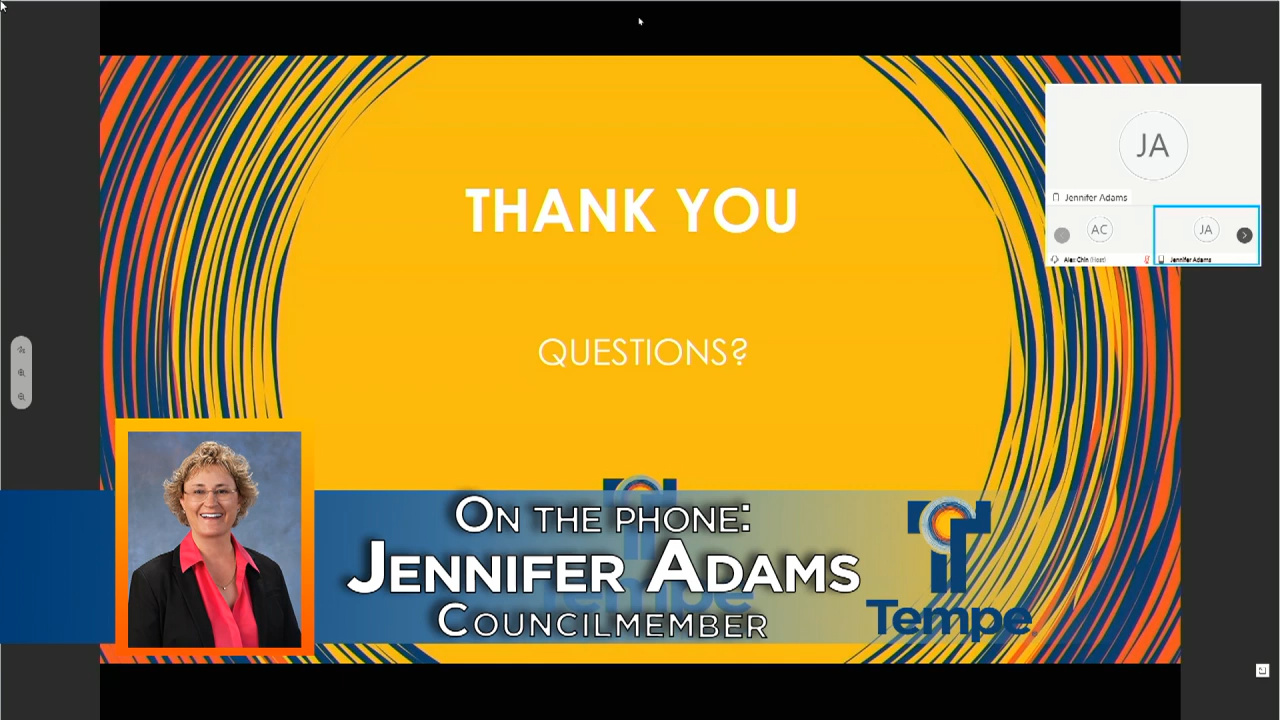 THANK YOU
QUESTIONS?
JA
Jennifer Adams
AC
JA
Alex Chin (Host)
Jennifer Adams
On the phone:
Jennifer Adams
Councilmember
Tempe
Tempe